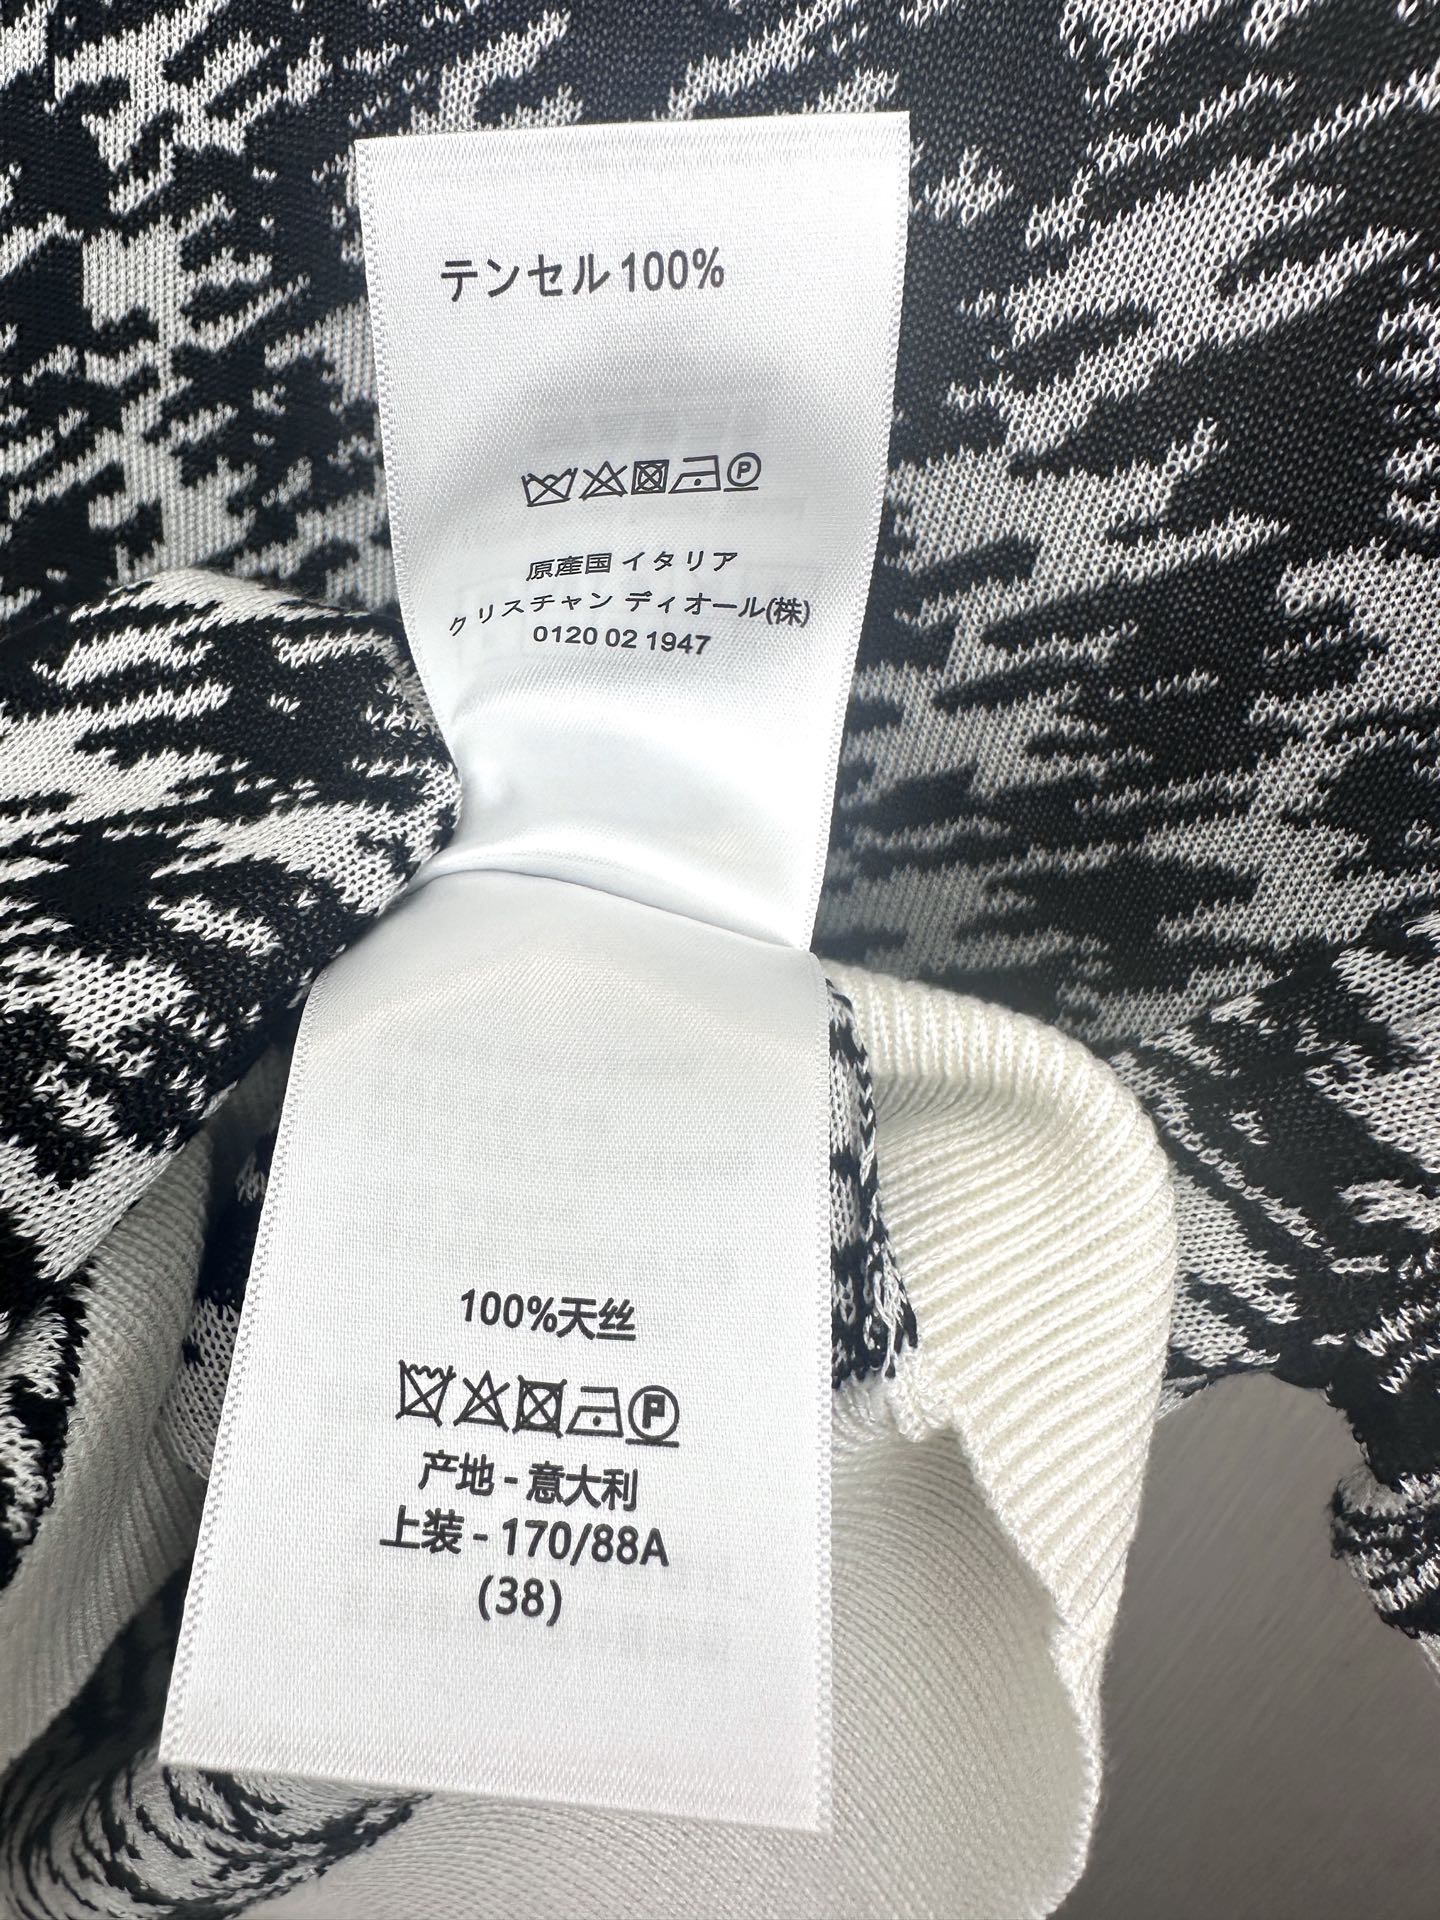 テンセル100%
P
原産国 イタリア
クリスチャン ディオール(株)
0120 02 1947
100%天丝
P
产地 - 意大利
上装 - 170/88A
(38)